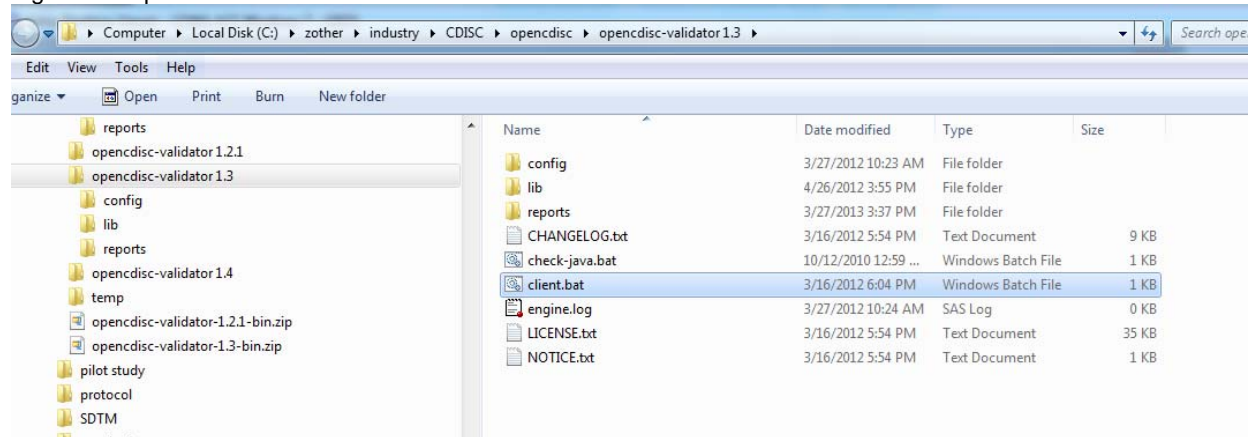 Computer ▸ Local Disk (C:) ▸ zother ▸ industry ▸ CDISC ▸ opencdisc ▸ opencdisc-validator 1.3 ▸
Search ope
Edit View Tools Help
ganize Open Print Burn New folder
reports
opencdisc-validator 1.2.1
opencdisc-validator 1.3
config
lib
reports
opencdisc-validator 1.4
temp
opencdisc-validator-1.2.1-bin.zip
opencdisc-validator-1.3-bin.zip
pilot study
protocol
SDTM
Name Date modified Type Size
config 3/27/2012 10:23 AM File folder
lib 4/26/2012 3:55 PM File folder
reports 3/27/2013 3:37 PM File folder
CHANGELOG.txt 3/16/2012 5:54 PM Text Document 9 KB
check-java.bat 10/12/2010 12:59 ... Windows Batch File 1 KB
client.bat 3/16/2012 6:04 PM Windows Batch File 1 KB
engine.log 3/27/2012 10:24 AM SAS Log 0 KB
LICENSE.txt 3/16/2012 5:54 PM Text Document 35 KB
NOTICE.txt 3/16/2012 5:54 PM Text Document 1 KB